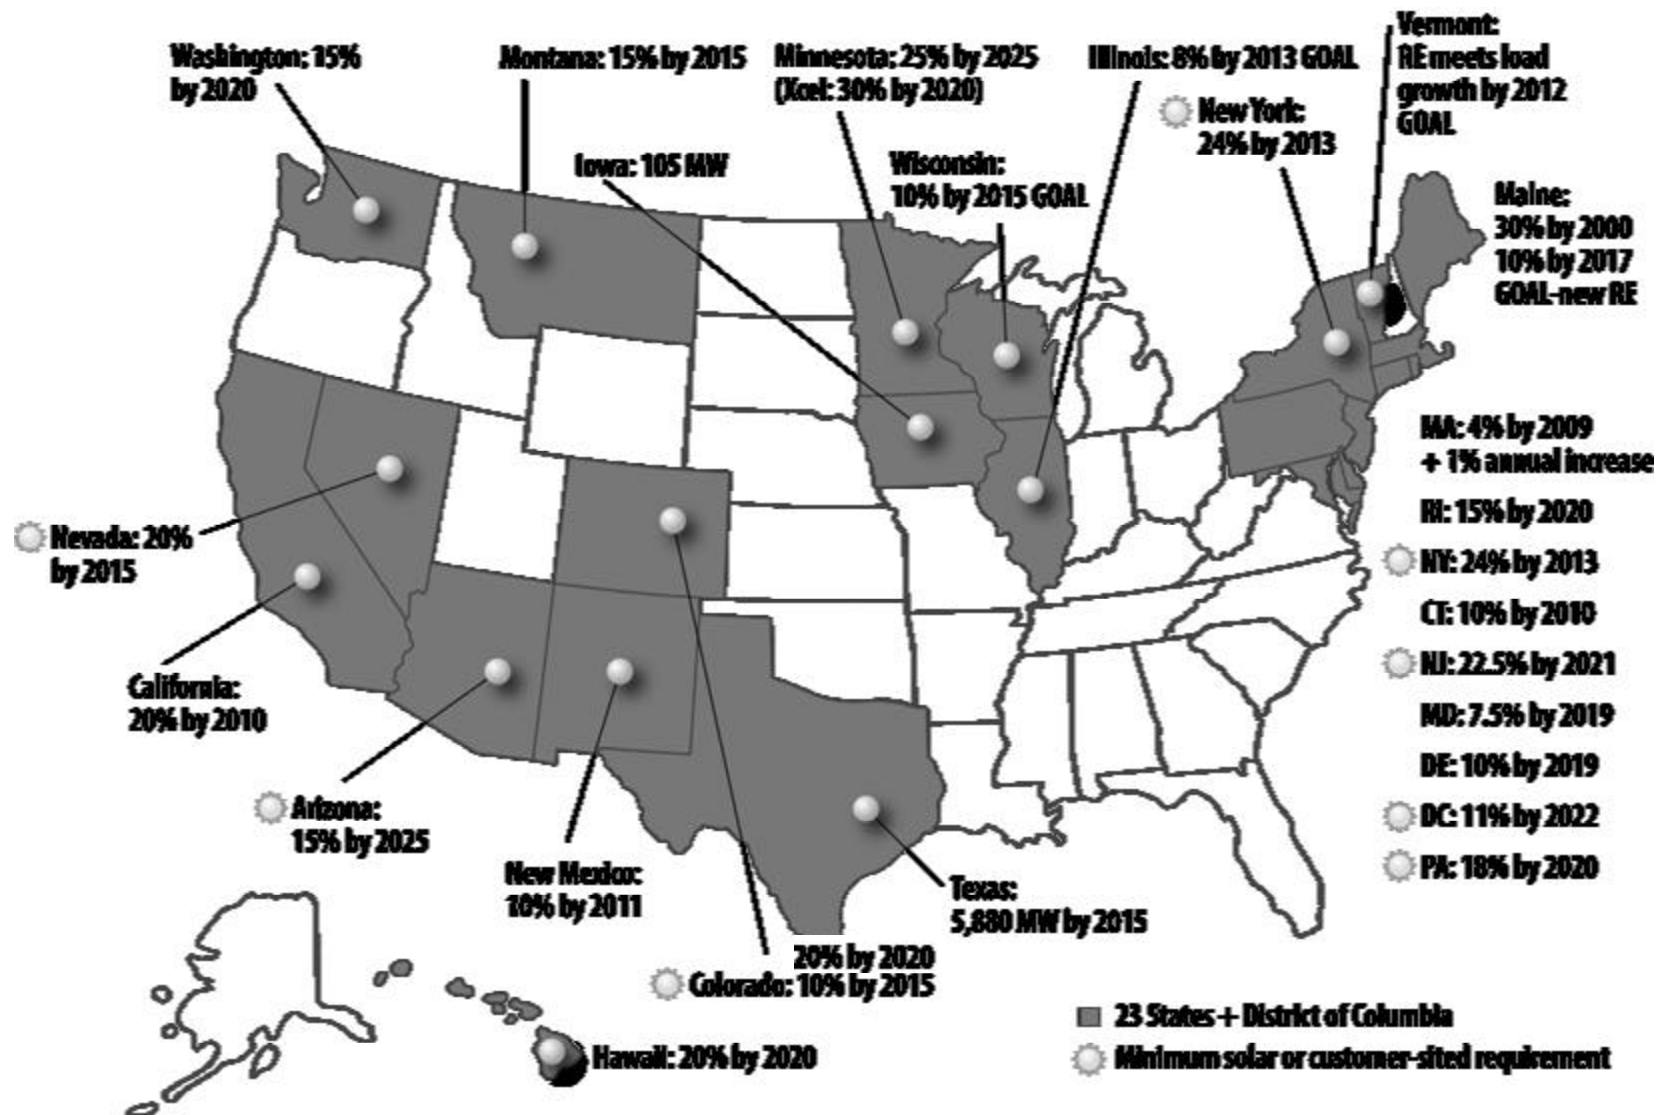 Washington: 15%
by 2020
Montana: 15% by 2015
Minnesota: 25% by 2025
(Xcel: 30% by 2020)
Illinois: 8% by 2013 GOAL
Vermont:
RE meets load
growth by 2012
GOAL
New York:
24% by 2013
Iowa: 105 MW
Wisconsin:
10% by 2015 GOAL
Maine:
30% by 2000
10% by 2017
GOAL-new RE
MA: 4% by 2009
+ 1% annual increase
RI: 15% by 2020
NY: 24% by 2013
CT: 10% by 2010
NJ: 22.5% by 2021
MD: 7.5% by 2019
DE: 10% by 2019
DC: 11% by 2022
PA: 18% by 2020
Nevada: 20%
by 2015
California:
20% by 2010
Arizona:
15% by 2025
New Mexico:
10% by 2011
Texas:
5,880 MW by 2015
20% by 2020
Colorado: 10% by 2015
Hawaii: 20% by 2020
23 States + District of Columbia
Minimum solar or customer-sited requirement